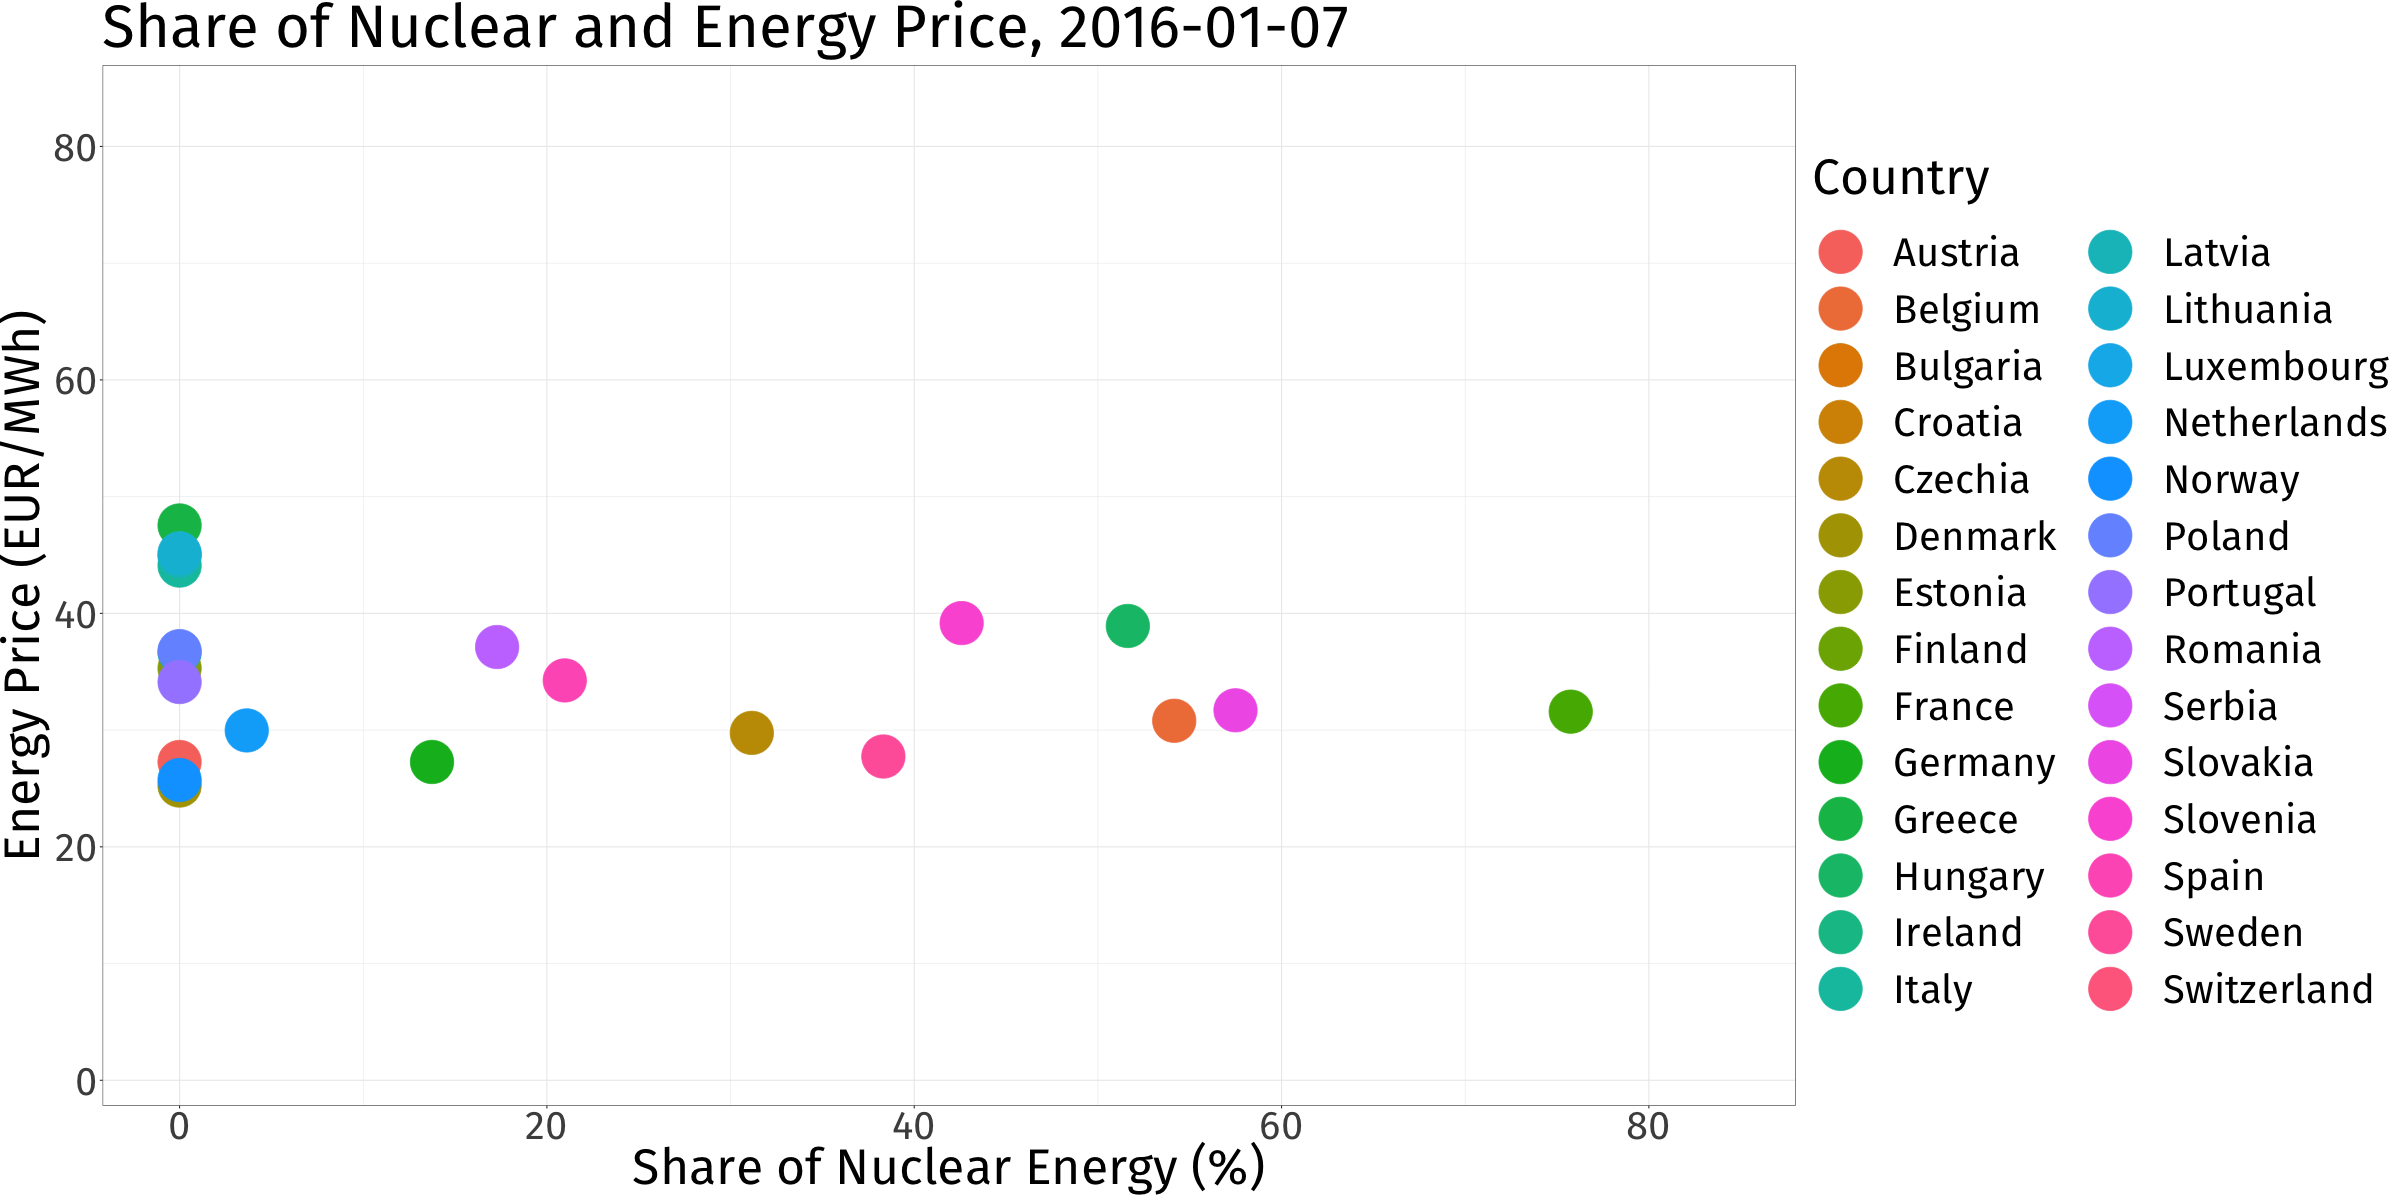 Share of Nuclear and Energy Price, 2016-01-07
80
60
40
20
0
Energy Price (EUR/MWh)
0 20 40 60 80
Share of Nuclear Energy (%)
Country
Austria
Belgium
Bulgaria
Croatia
Czechia
Denmark
Estonia
Finland
France
Germany
Greece
Hungary
Ireland
Italy
Latvia
Lithuania
Luxembourg
Netherlands
Norway
Poland
Portugal
Romania
Serbia
Slovakia
Slovenia
Spain
Sweden
Switzerland